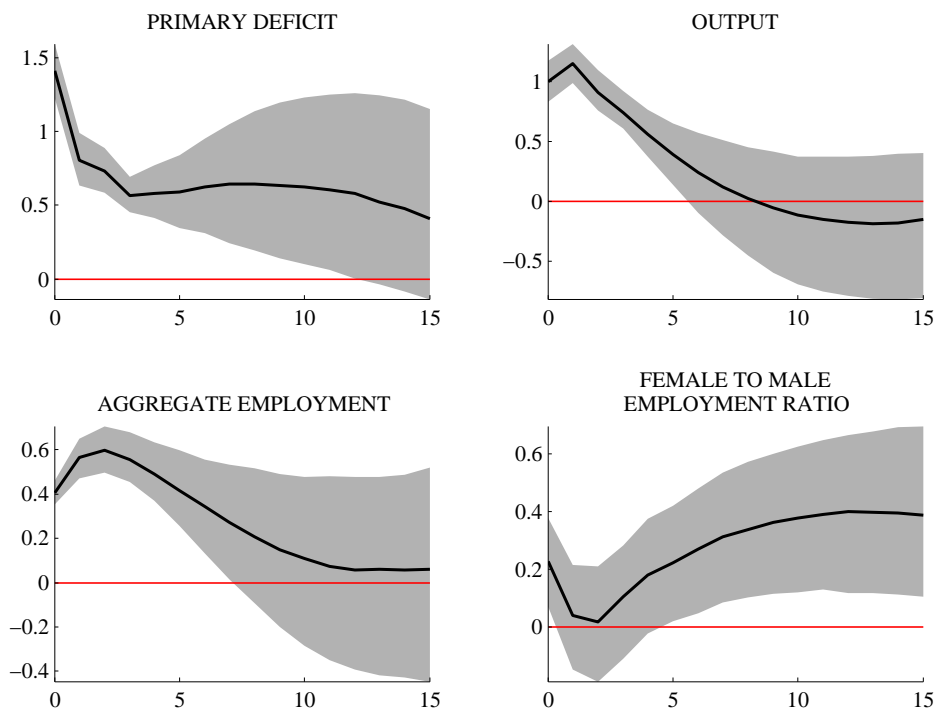 PRIMARY DEFICIT
1.5
1
0.5
0
0 5 10 15
OUTPUT
1
0.5
0
−0.5
0 5 10 15
AGGREGATE EMPLOYMENT
0.6
0.4
0.2
0
−0.2
−0.4
0 5 10 15
FEMALE TO MALE
EMPLOYMENT RATIO
0.6
0.4
0.2
0
0 5 10 15